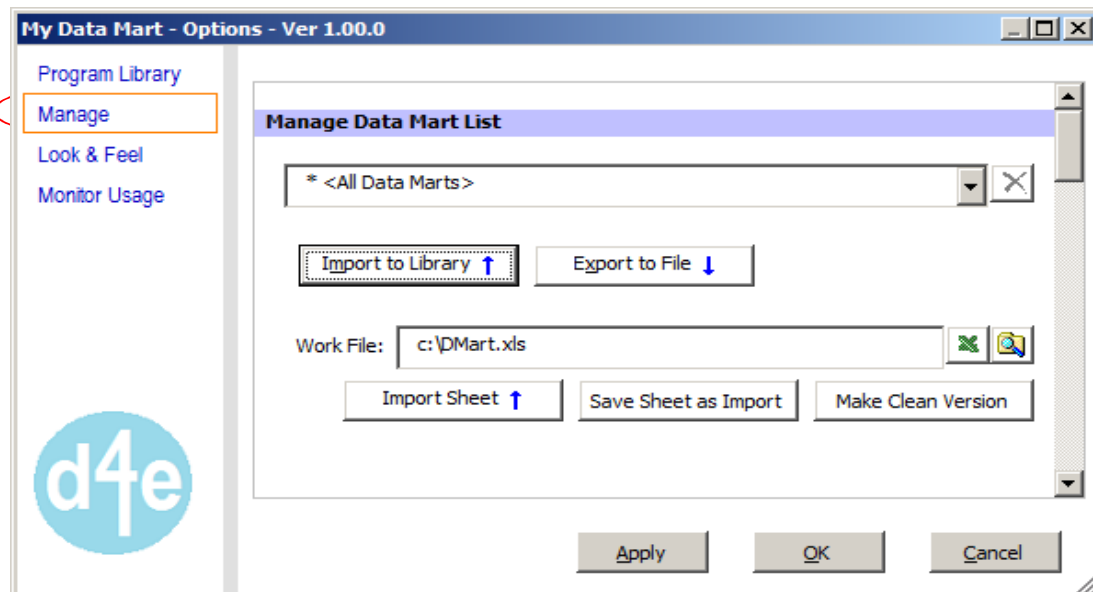 My Data Mart - Options - Ver 1.00.0
Program Library
Manage
Look & Feel
Monitor Usage
Manage Data Mart List
* <All Data Marts>
Import to Library ↑ Export to File ↓
Work File: c:\DMart.xls
Import Sheet ↑ Save Sheet as Import Make Clean Version
d4e
Apply OK Cancel